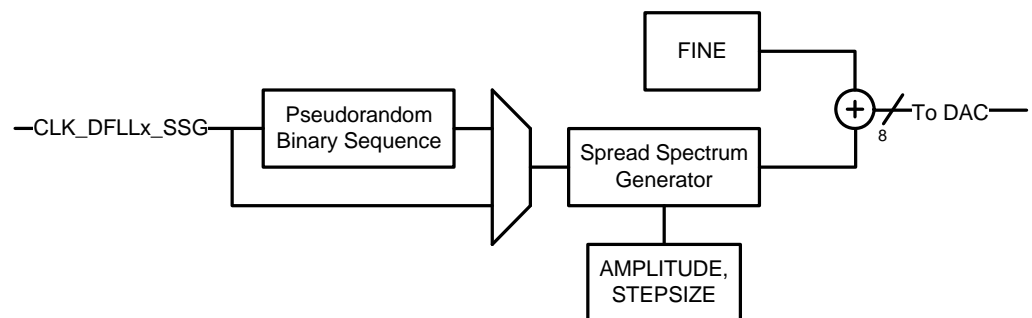 FINE
CLK_DFLLx_SSG
Pseudorandom
Binary Sequence
Spread Spectrum
Generator
+
8
To DAC
AMPLITUDE,
STEPSIZE